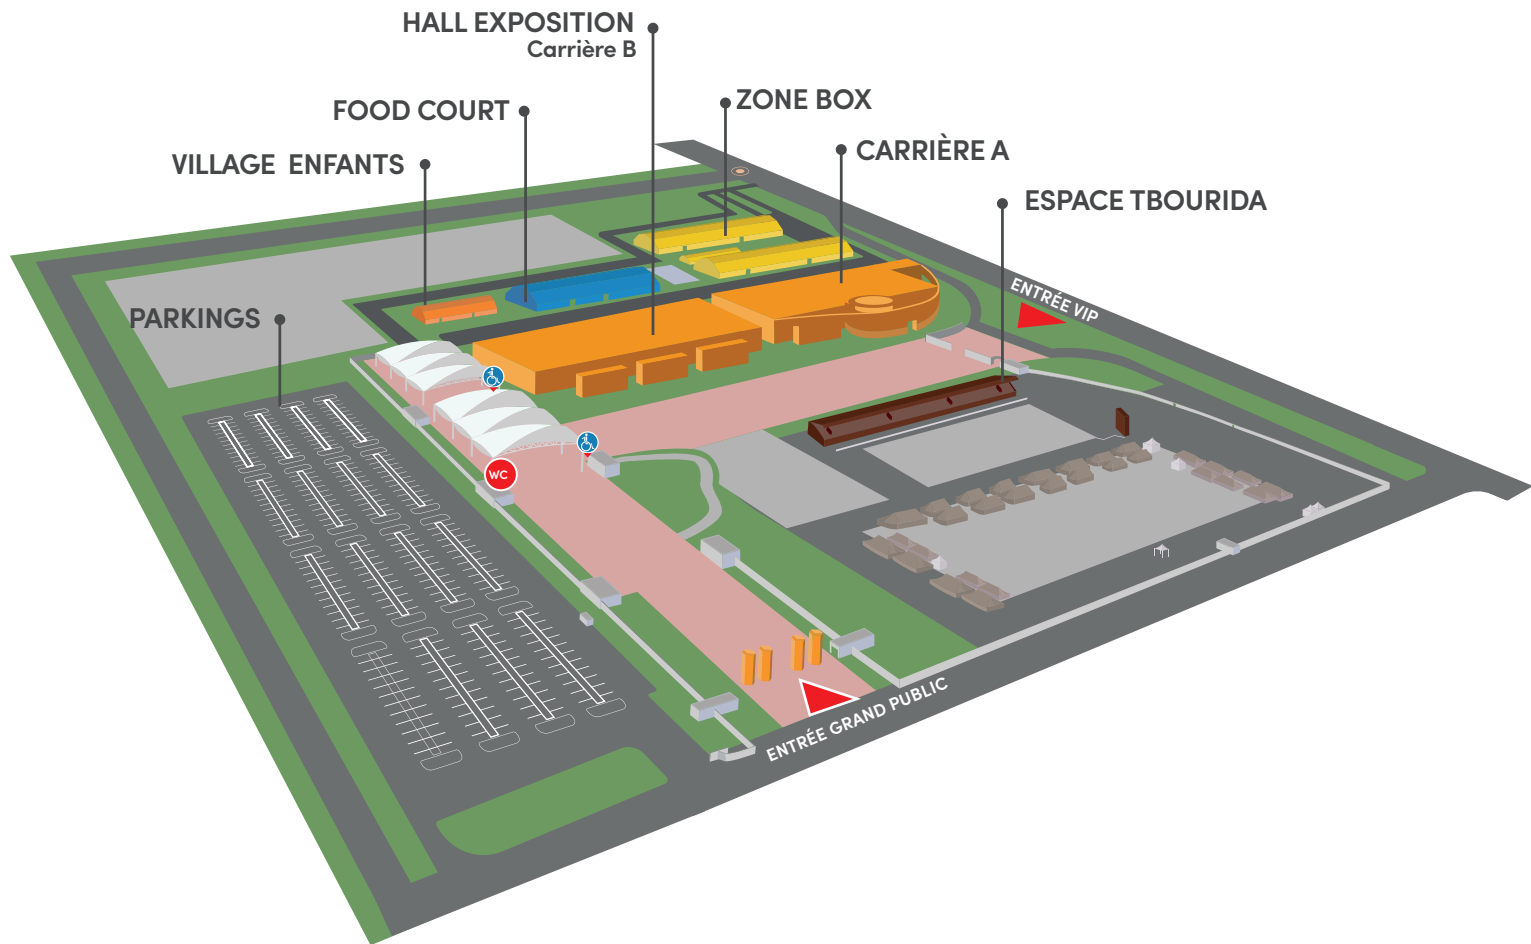 HALL EXPOSITION
Carrière B
ZONE BOX
FOOD COURT
CARRIÈRE A
VILLAGE ENFANTS
ESPACE TBOURIDA
ENTRÉE VIP
PARKINGS
WC
ENTRÉE GRAND PUBLIC